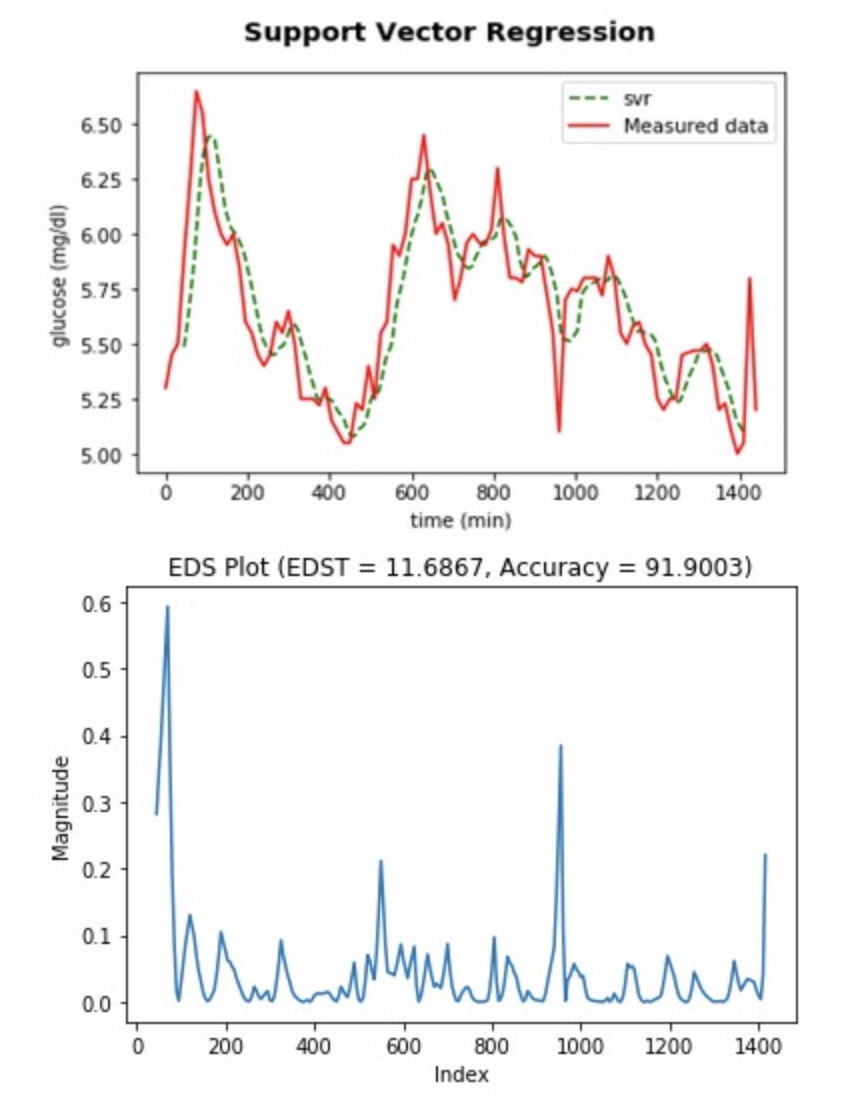 Support Vector Regression
svr
Measured data
6.50
6.25
6.00
5.75
5.50
5.25
5.00
glucose (mg/dl)
0 200 400 600 800 1000 1200 1400
time (min)
EDS Plot (EDST = 11.6867, Accuracy = 91.9003)
0.6
0.5
0.4
0.3
0.2
0.1
0.0
Magnitude
0 200 400 600 800 1000 1200 1400
Index